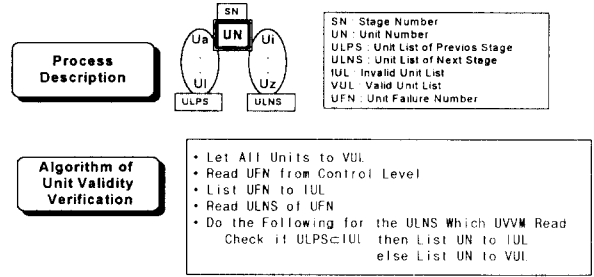 SN
UN
Ua
Ui
Ul
Uz
ULPS
ULNS
Process
Description
SN : Stage Number
UN : Unit Number
ULPS : Unit List of Previos Stage
ULNS : Unit List of Next Stage
IUL : Invalid Unit List
VUL : Valid Unit List
UFN : Unit Failure Number
Algorithm of
Unit Validity
Verification
• Let All Units to VUL
• Read UFN from Control Level
• List UFN to IUL
• Read ULNS of UFN
• Do the Following for the ULNS Which UVVM Read
Check if ULPS⊂IUL then List UN to IUL
else List UN to VUL